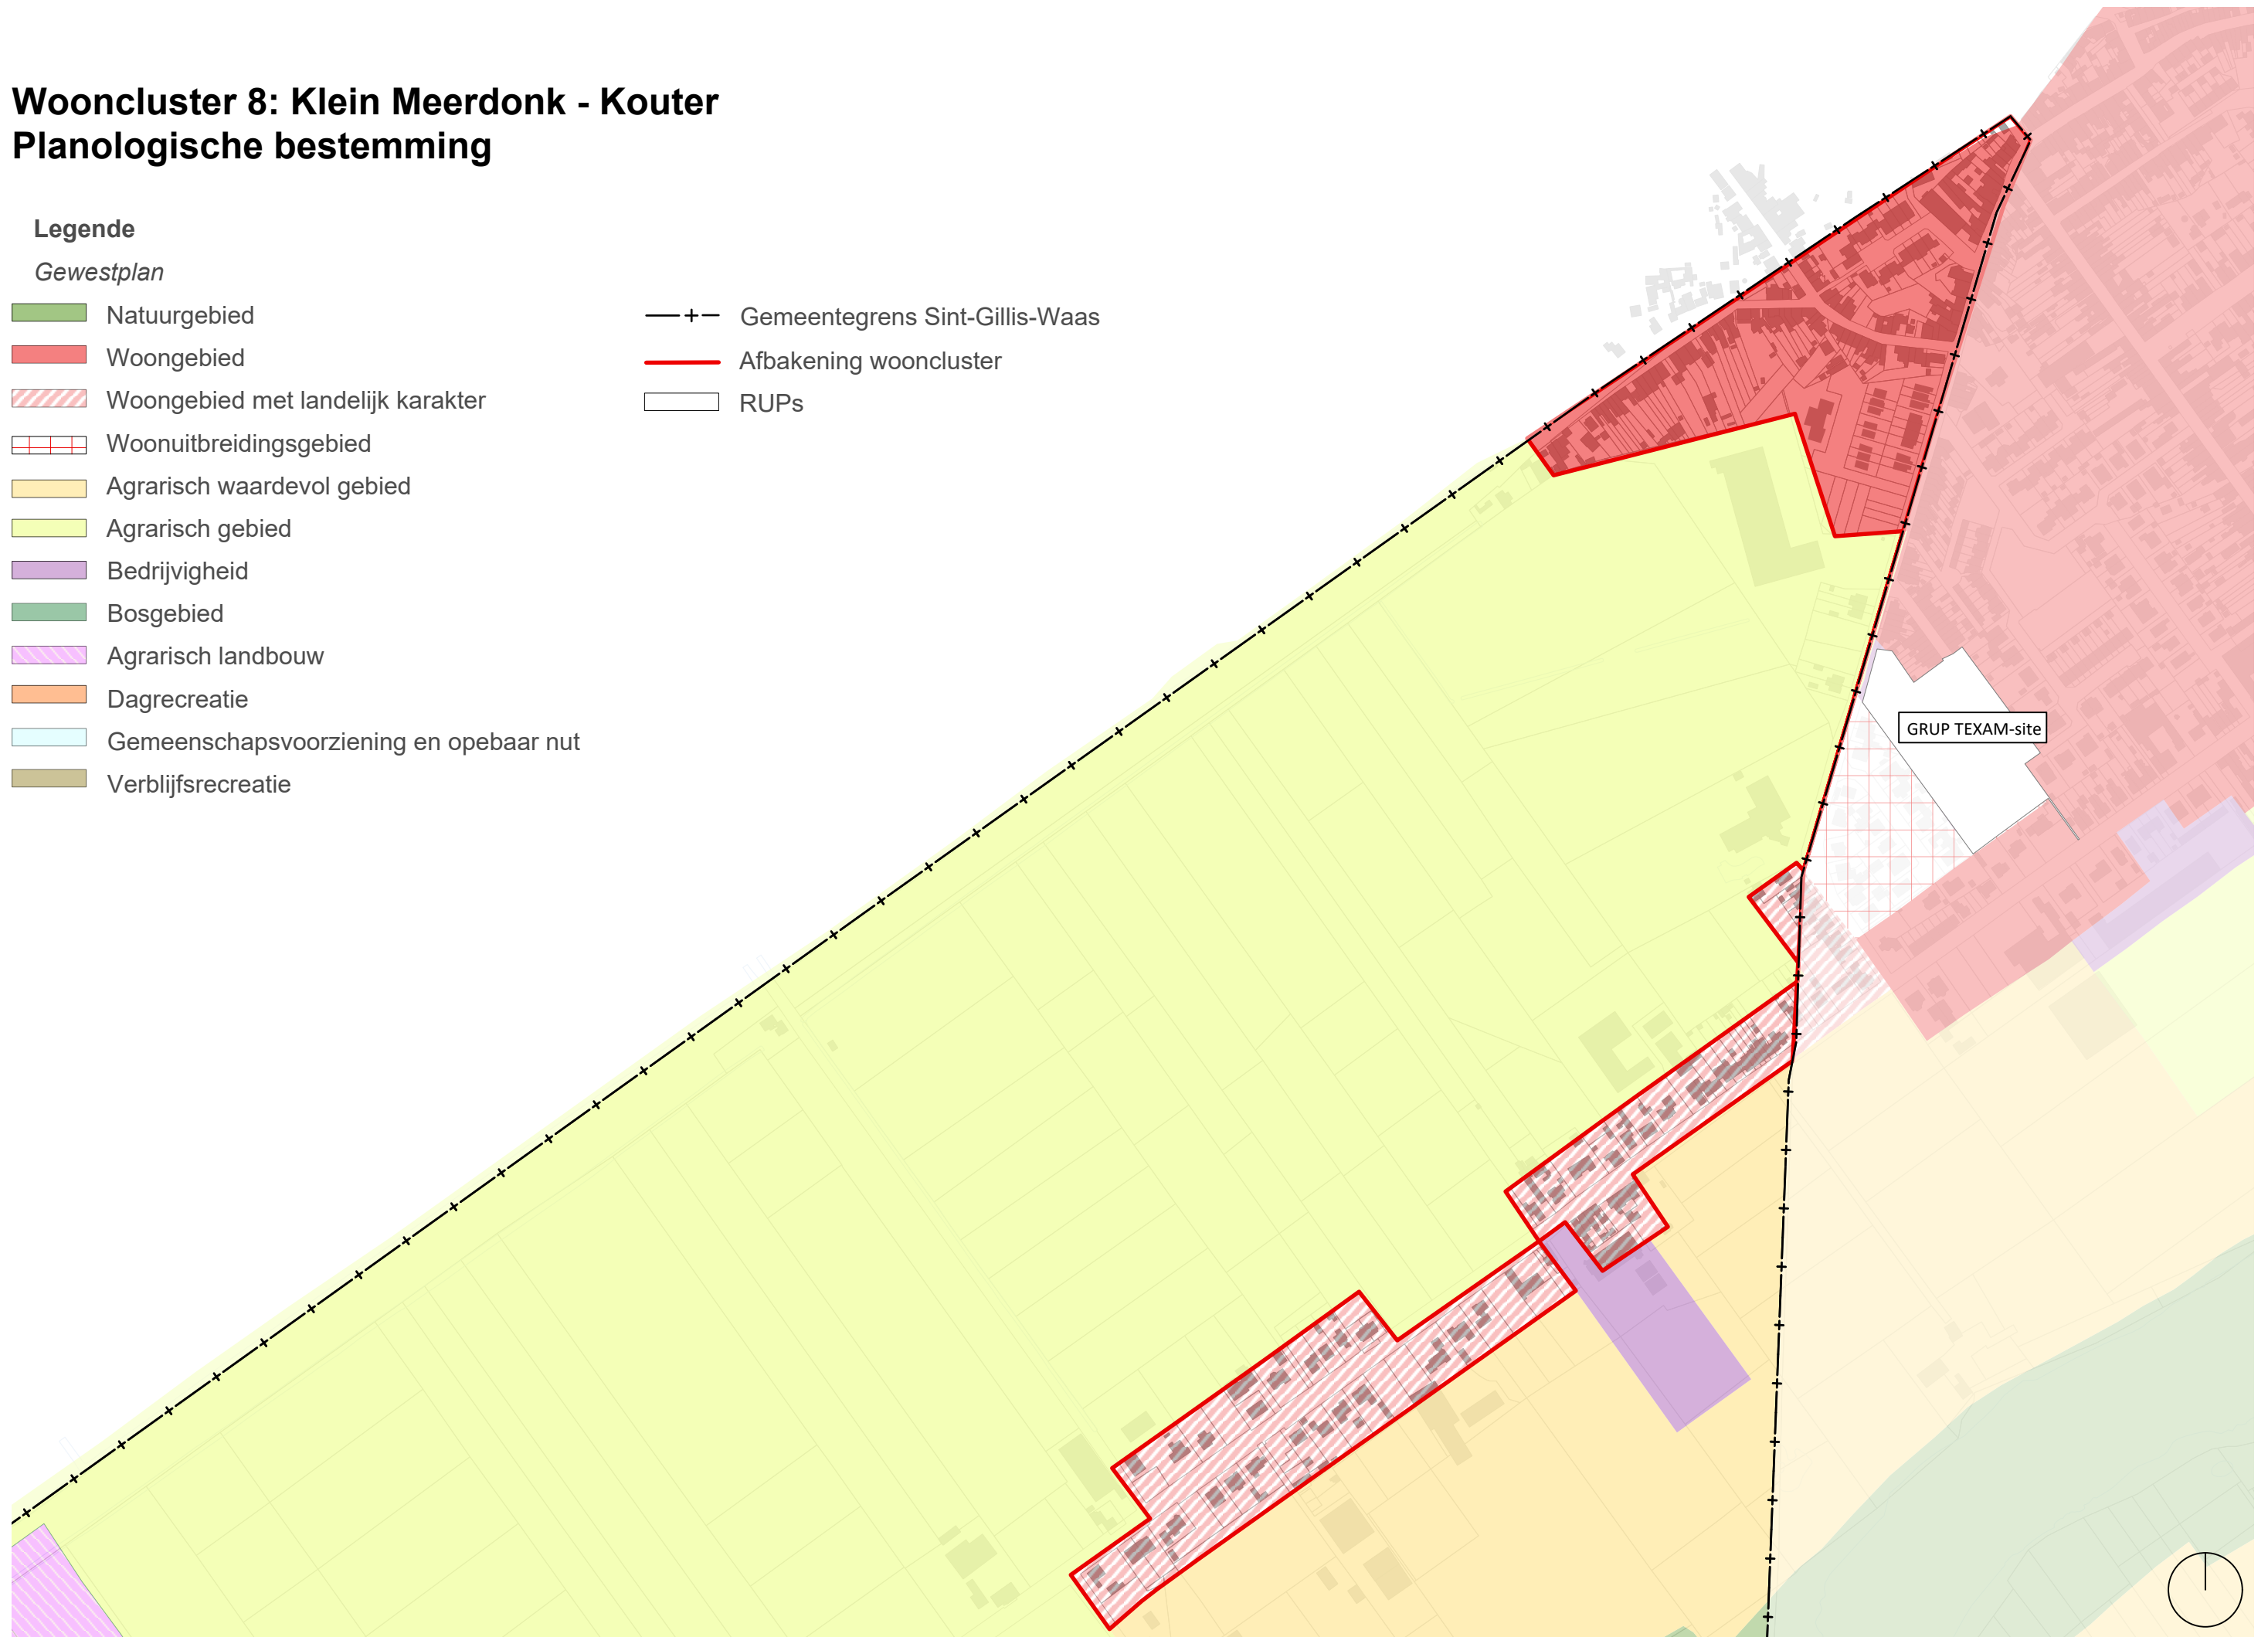 Wooncluster 8: Klein Meerdonk - Kouter
Planologische bestemming
Legende
Gewestplan
Natuurgebied
Woongebied
Woongebied met landelijk karakter
Woonuitbreidingsgebied
Agrarisch waardevol gebied
Agrarisch gebied
Bedrijvigheid
Bosgebied
Agrarisch landbouw
Dagrecreatie
Gemeenschapsvoorziening en opebaar nut
Verblijfsrecreatie
Gemeentegrens Sint-Gillis-Waas
Afbakening wooncluster
RUPs
GRUP TEXAM-site